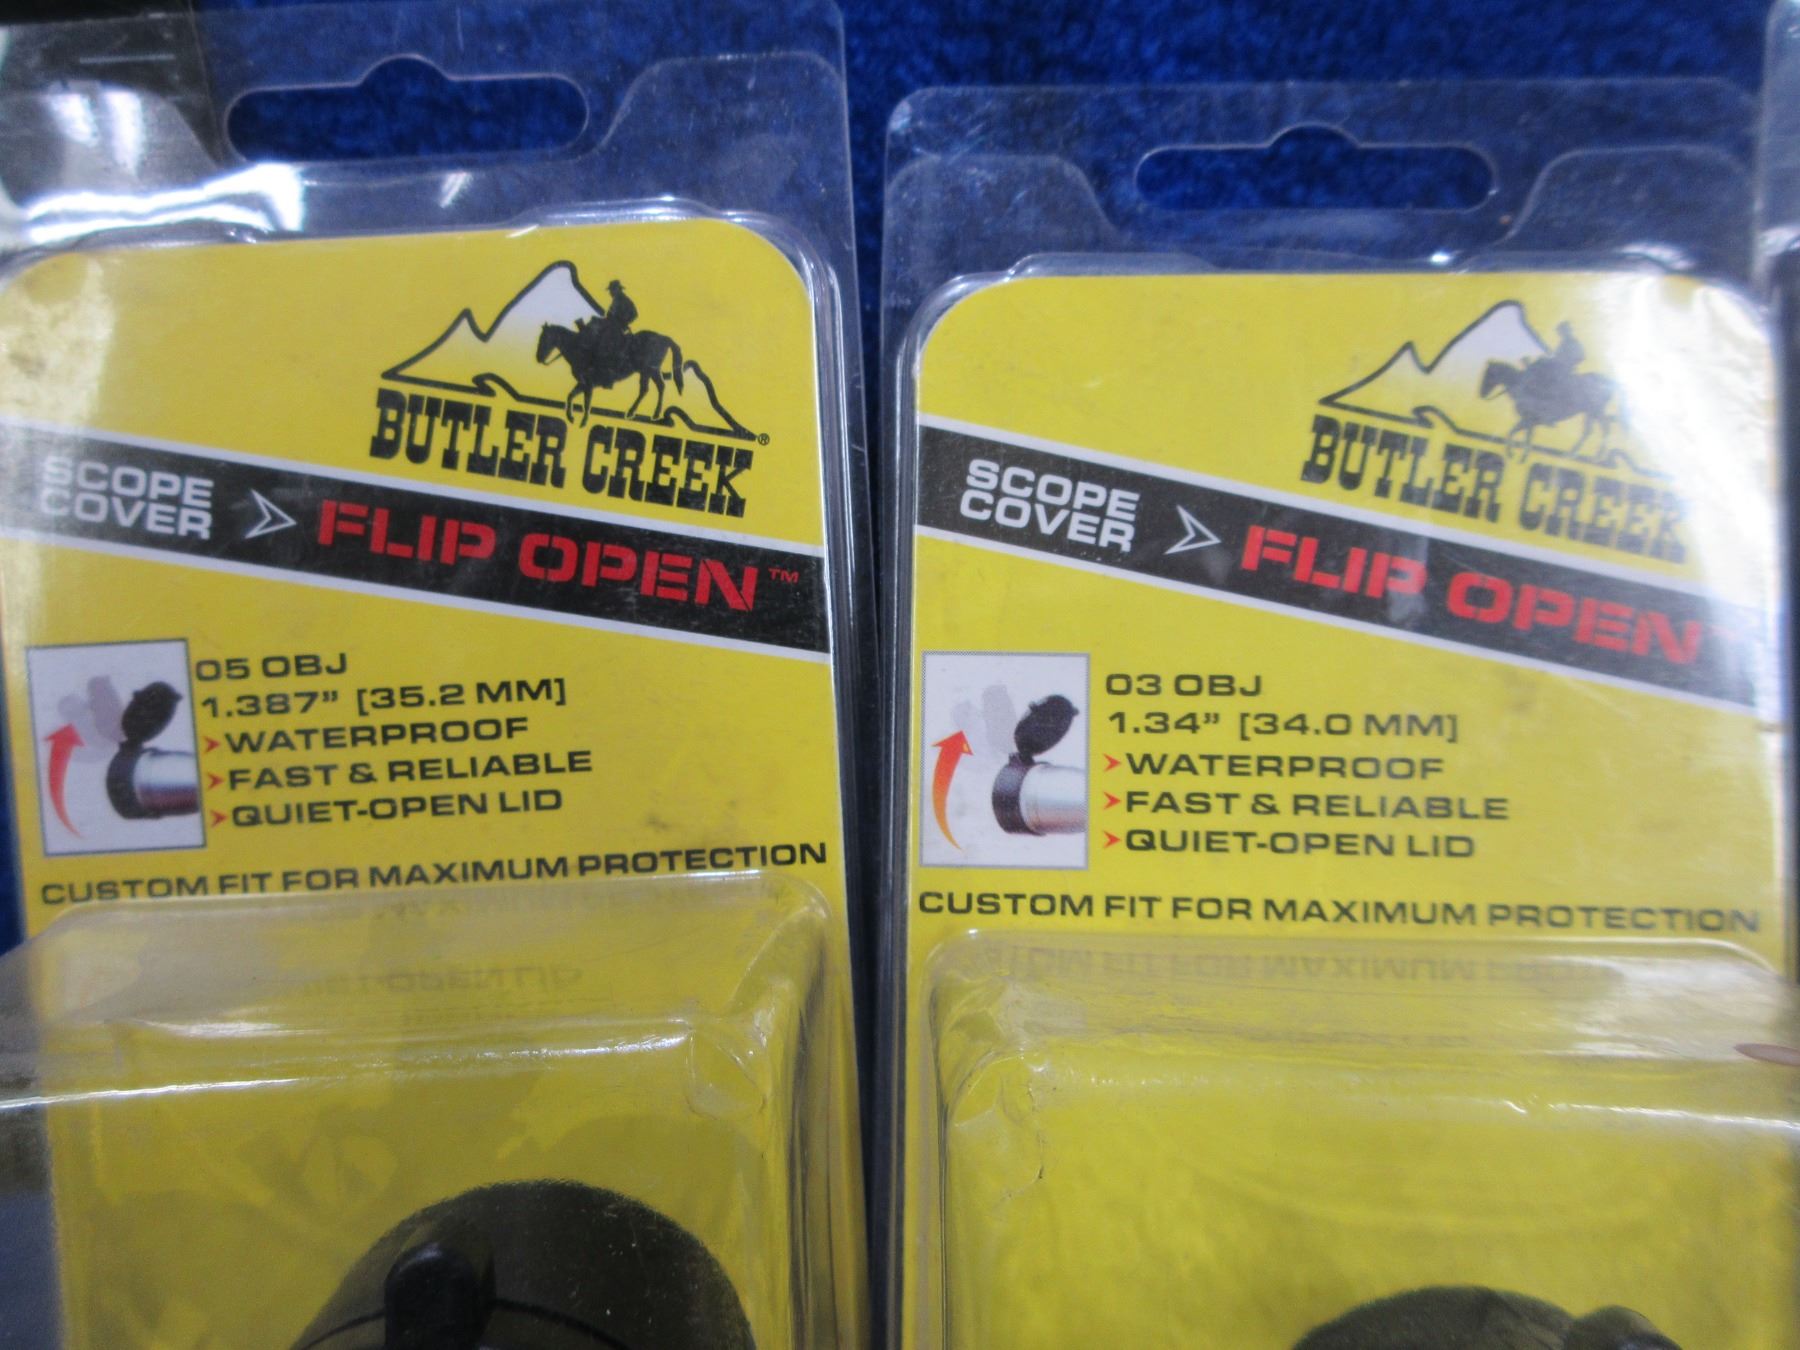 BUTLER CREEK®
SCOPE
COVER
FLIP OPEN™
05 OBJ
1.387" [35.2 MM]
WATERPROOF
FAST & RELIABLE
QUIET-OPEN LID
CUSTOM FIT FOR MAXIMUM PROTECTION
BUTLER CREEK
SCOPE
COVER
FLIP OPEN™
03 OBJ
1.34" [34.0 MM]
WATERPROOF
FAST & RELIABLE
QUIET-OPEN LID
CUSTOM FIT FOR MAXIMUM PROTECTION